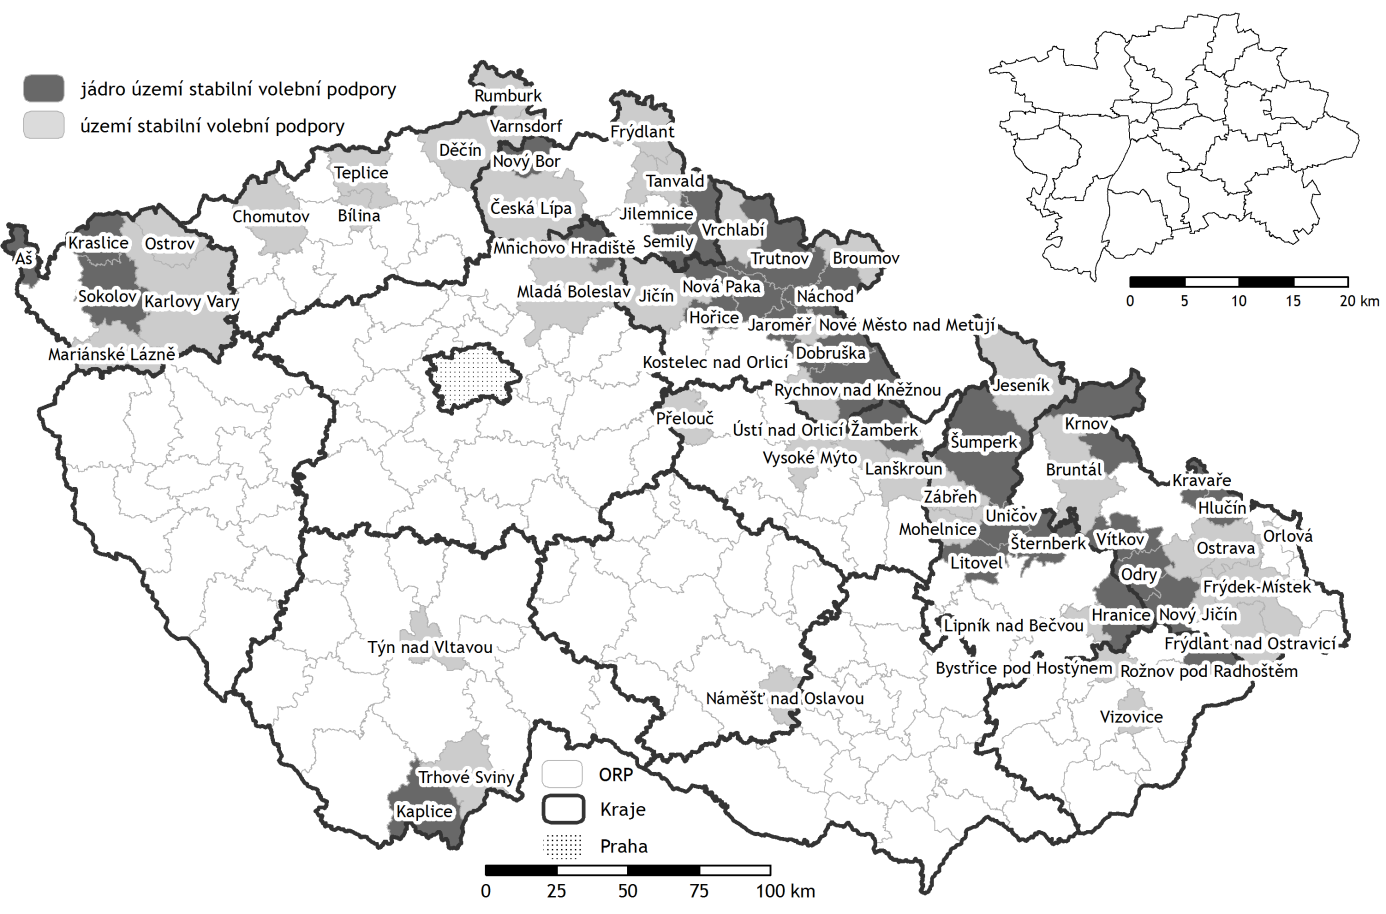 jádro území stabilní volební podpory
území stabilní volební podpory
Rumburk
Varnsdorf
Frýdlant
Děčín
Nový Bor
Teplice
Tanvald
Chomutov
Bílina
Česká Lípa
Jilemnice
Vrchlabí
Kraslice
Ostrov
Mnichovo Hradiště
Semily
Aš
Trutnov
Broumov
Sokolov
Karlovy Vary
Mladá Boleslav
Jičín
Nová Paka
Náchod
Hořice
Jaroměř
Nové Město nad Metují
Mariánské Lázně
Kostelec nad Orlicí
Dobruška
Rychnov nad Kněžnou
Jeseník
Přelouč
Ústí nad Orlicí
Žamberk
Šumperk
Krnov
Vysoké Mýto
Lanškroun
Bruntál
Zábřeh
Kravaře
Hlučín
Mohelnice
Uničov
Šternberk
Vítkov
Ostrava
Orlová
Litovel
Odry
Frýdek-Místek
Hranice
Nový Jičín
Lipník nad Bečvou
Týn nad Vltavou
Frýdlant nad Ostravicí
Bystřice pod Hostýnem
Rožnov pod Radhoštěm
Náměšť nad Oslavou
Vizovice
Trhové Sviny
Kaplice
ORP
Kraje
Praha
0 25 50 75 100 km
0 5 10 15 20 km